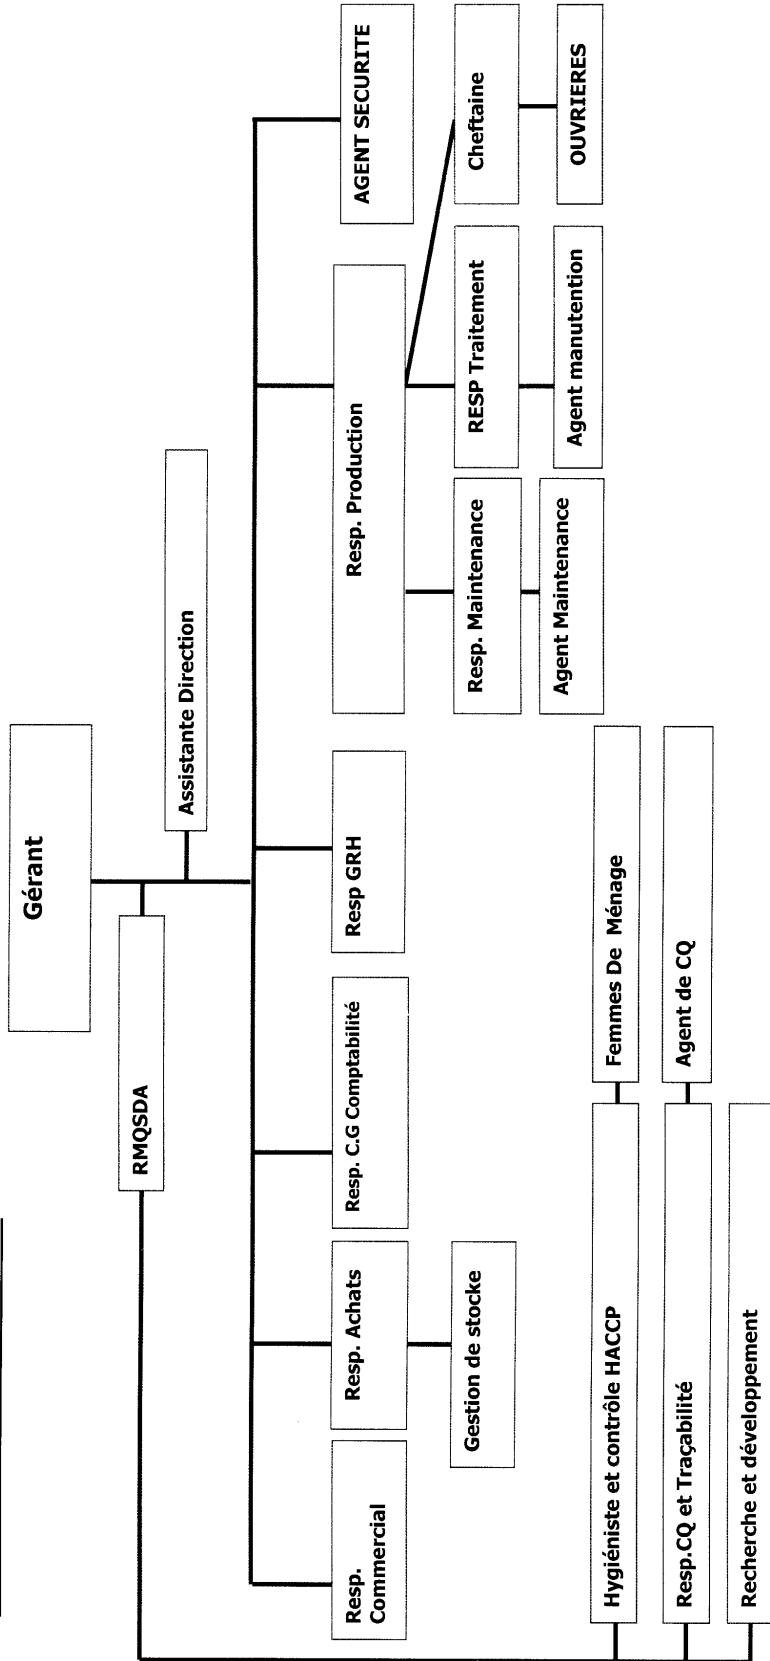 Gérant
Assistante Direction
RMQSDA
Resp.
Commercial
Resp. Achats
Resp. C.G Comptabilité
Resp GRH
Resp. Production
AGENT SECURITE
Gestion de stocke
Resp. Maintenance
RESP Traitement
Cheftaine
Agent Maintenance
Agent manutention
OUVRIERES
Hygiéniste et contrôle HACCP
Femmes De Ménage
Resp.CQ et Traçabilité
Agent de CQ
Recherche et développement